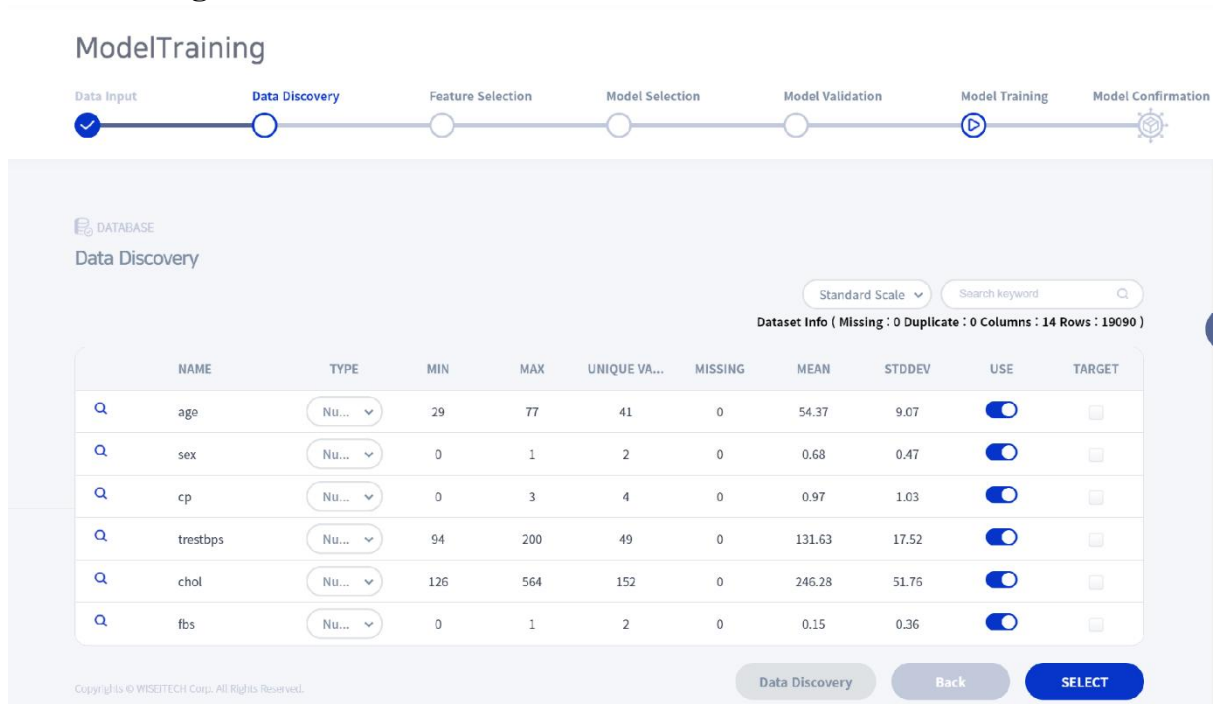 ModelTraining
Data Input Data Discovery Feature Selection Model Selection Model Validation Model Training Model Confirmation
DATABASE
Data Discovery
Standard Scale Search keyword
Dataset Info ( Missing : 0 Duplicate : 0 Columns : 14 Rows : 19090 )
NAME TYPE MIN MAX UNIQUE VA... MISSING MEAN STDDEV USE TARGET
age Nu... 29 77 41 0 54.37 9.07
sex Nu... 0 1 2 0 0.68 0.47
cp Nu... 0 3 4 0 0.97 1.03
trestbps Nu... 94 200 49 0 131.63 17.52
chol Nu... 126 564 152 0 246.28 51.76
fbs Nu... 0 1 2 0 0.15 0.36
Data Discovery Back SELECT
Copyrights © WISEITECH Corp. All Rights Reserved.